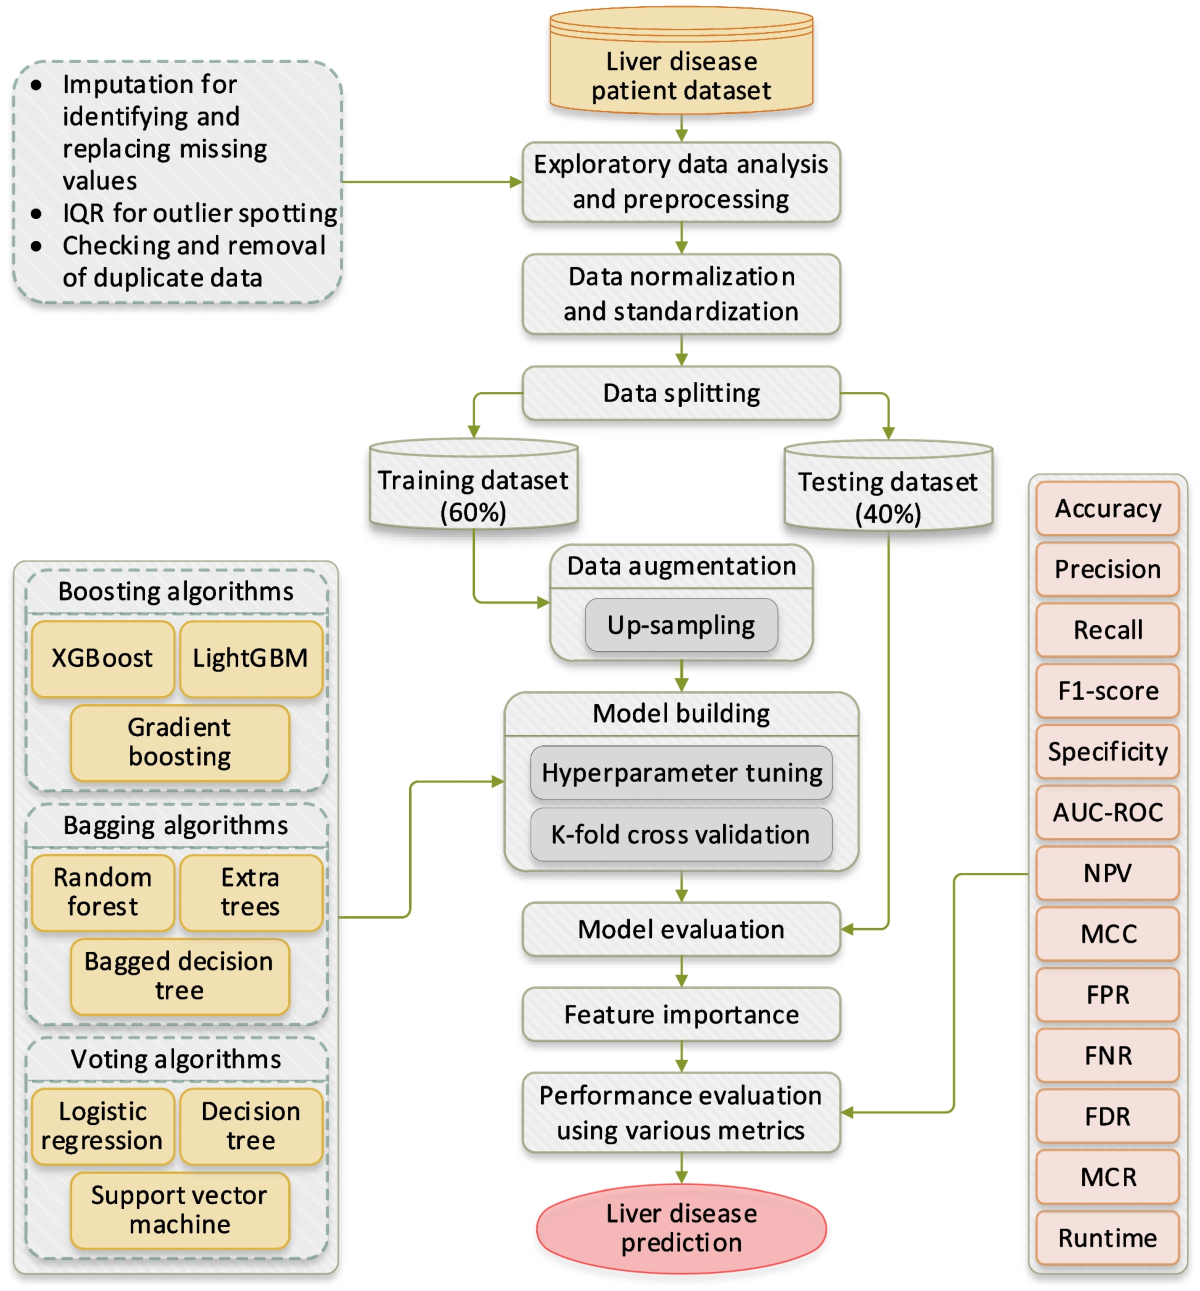 Liver disease
patient dataset
● Imputation for
identifying and
replacing missing
values
● IQR for outlier spotting
● Checking and removal
of duplicate data
Exploratory data analysis
and preprocessing
Data normalization
and standardization
Data splitting
Training dataset
(60%)
Testing dataset
(40%)
Data augmentation
Up-sampling
Boosting algorithms
XGBoost
LightGBM
Gradient
boosting
Bagging algorithms
Random
forest
Extra
trees
Bagged decision
tree
Voting algorithms
Logistic
regression
Decision
tree
Support vector
machine
Model building
Hyperparameter tuning
K-fold cross validation
Model evaluation
Feature importance
Performance evaluation
using various metrics
Liver disease
prediction
Accuracy
Precision
Recall
F1-score
Specificity
AUC-ROC
NPV
MCC
FPR
FNR
FDR
MCR
Runtime